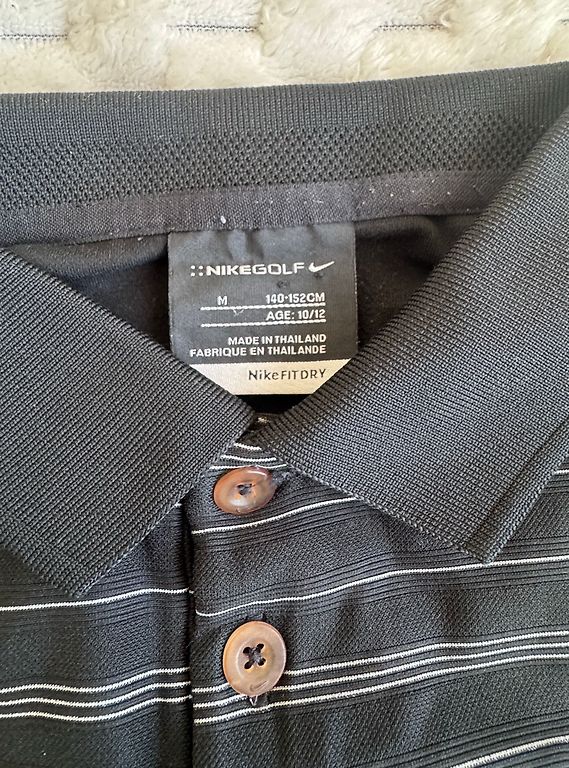 NIKEGOLF
M 140-152CM
AGE: 10/12
MADE IN THAILAND
FABRIQUE EN THAILANDE
NikeFITDRY